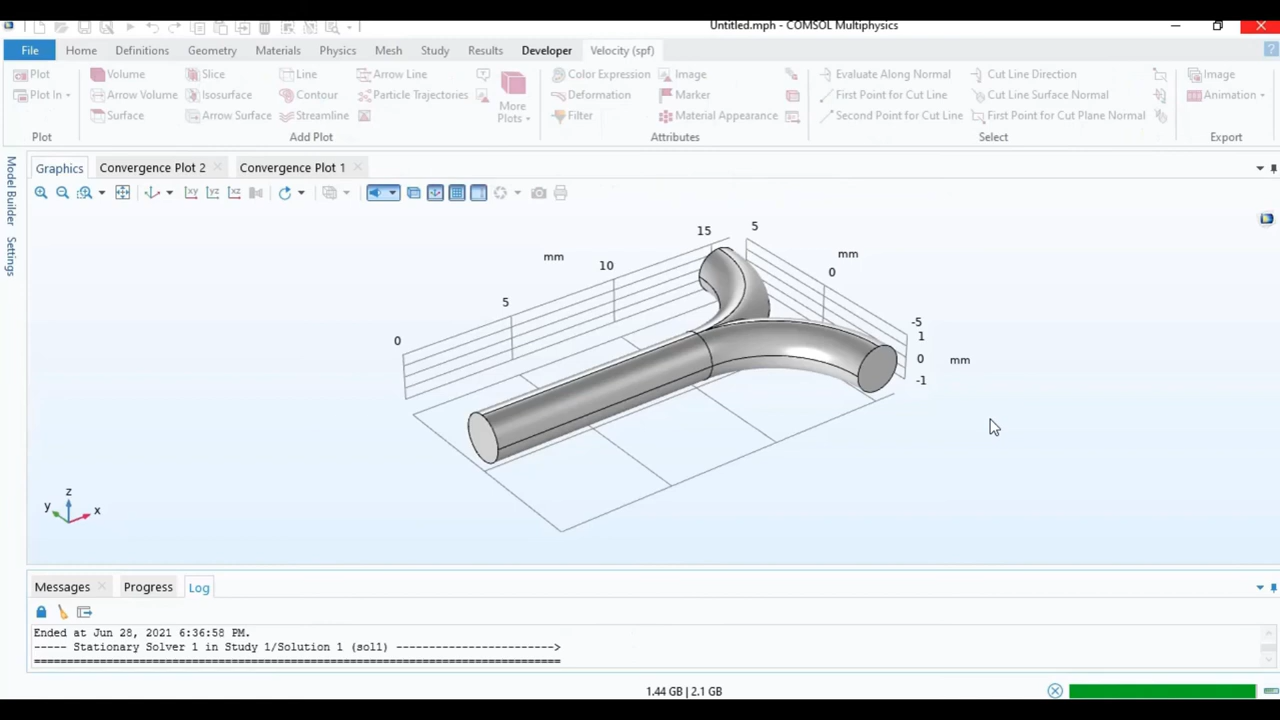 Untitled.mph - COMSOL Multiphysics
File Home Definitions Geometry Materials Physics Mesh Study Results Developer Velocity (spf)
Plot Volume Slice Line Arrow Line Color Expression Image Evaluate Along Normal Cut Line Direction Image
Plot In Arrow Volume Isosurface Contour Particle Trajectories More Plots Deformation Marker First Point for Cut Line Cut Line Surface Normal Animation
Surface Arrow Surface Streamline Filter Material Appearance Second Point for Cut Line First Point for Cut Plane Normal
Plot Add Plot Attributes Select Export
Graphics Convergence Plot 2 Convergence Plot 1
Model Builder
Settings
xy yz xz
15 5
mm mm
10 0
5 -5
0 1
0 mm
-1
z
y x
Messages Progress Log
Ended at Jun 28, 2021 6:36:58 PM.
----- Stationary Solver 1 in Study 1/Solution 1 (sol1) ------------------------->
=====================================================================
1.44 GB | 2.1 GB